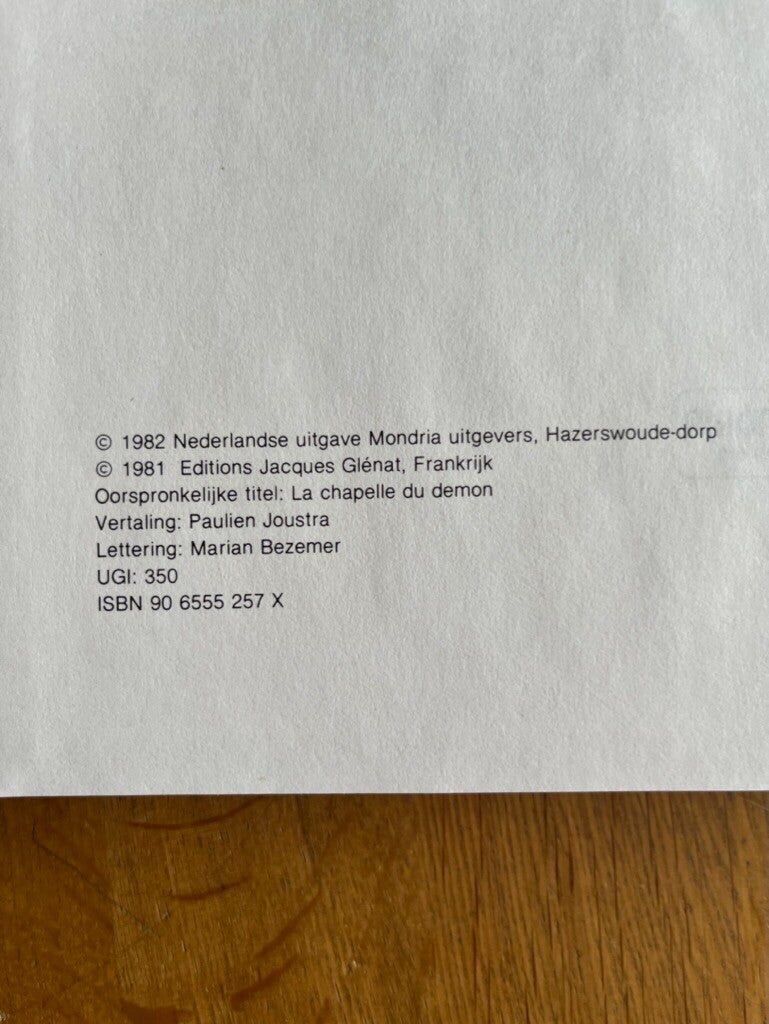 © 1982 Nederlandse uitgave Mondria uitgevers, Hazerswoude-dorp
© 1981 Editions Jacques Glénat, Frankrijk
Oorspronkelijke titel: La chapelle du demon
Vertaling: Paulien Joustra
Lettering: Marian Bezemer
UGI: 350
ISBN 90 6555 257 X